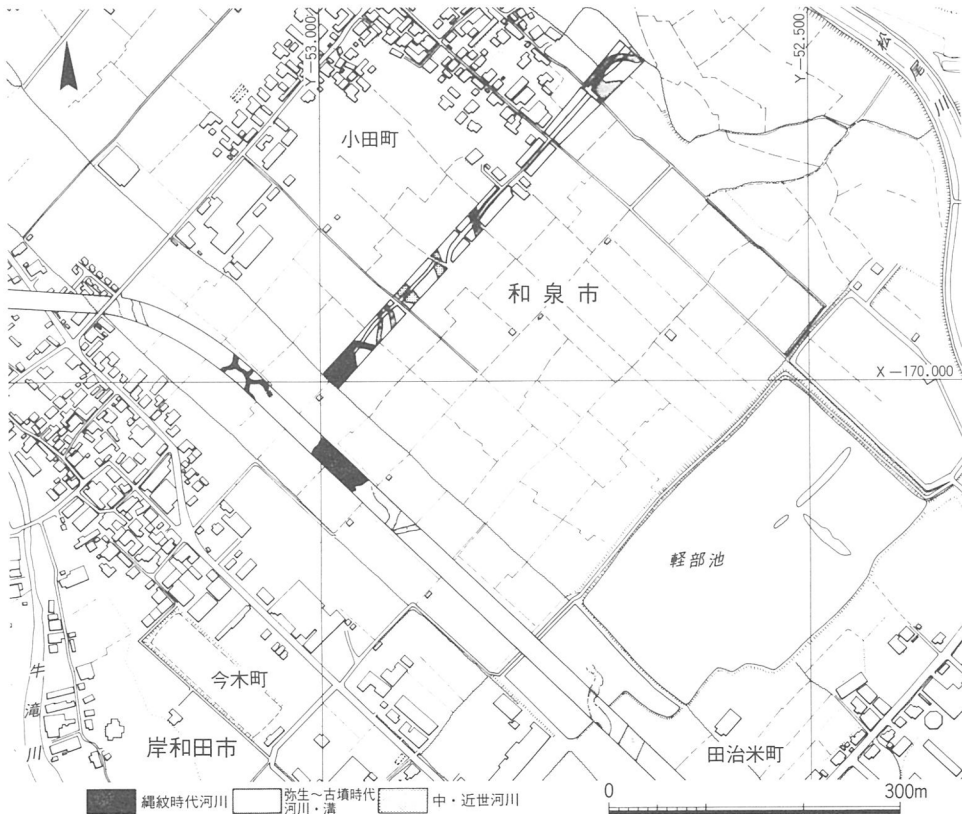 Y-53.000
Y-52.500
松尾川
小田町
和泉市
X-170.000
軽部池
牛滝川
今木町
岸和田市
田治米町
縄紋時代河川
弥生〜古墳時代
河川・溝
中・近世河川
0 300m